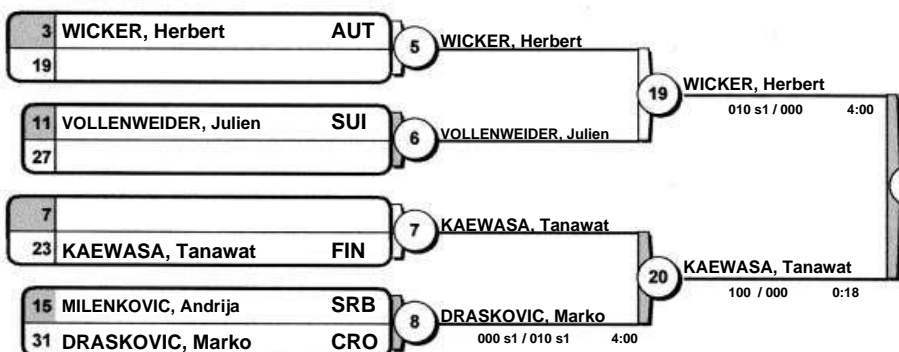 3 WICKER, Herbert AUT
19
5 WICKER, Herbert
11 VOLLENWEIDER, Julien SUI
27
6 VOLLENWEIDER, Julien
19 WICKER, Herbert
010 s1 / 000 4:00
7
23 KAEWASA, Tanawat FIN
7 KAEWASA, Tanawat
15 MILENKOVIC, Andrija SRB
31 DRASKOVIC, Marko CRO
8 DRASKOVIC, Marko
000 s1 / 010 s1 4:00
20 KAEWASA, Tanawat
100 / 000 0:18